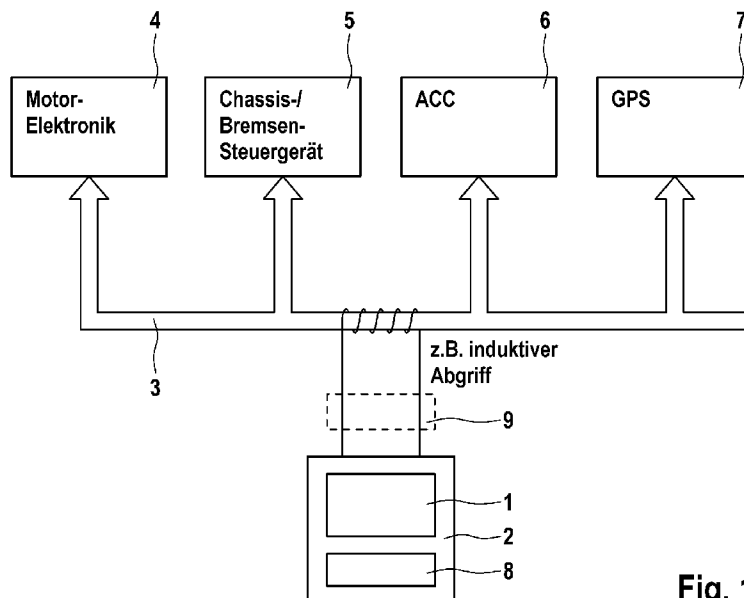 4
5
6
7
Motor-
Elektronik
Chassis-/
Bremsen-
Steuergerät
ACC
GPS
3
z.B. induktiver
Abgriff
9
1
2
8
Fig.